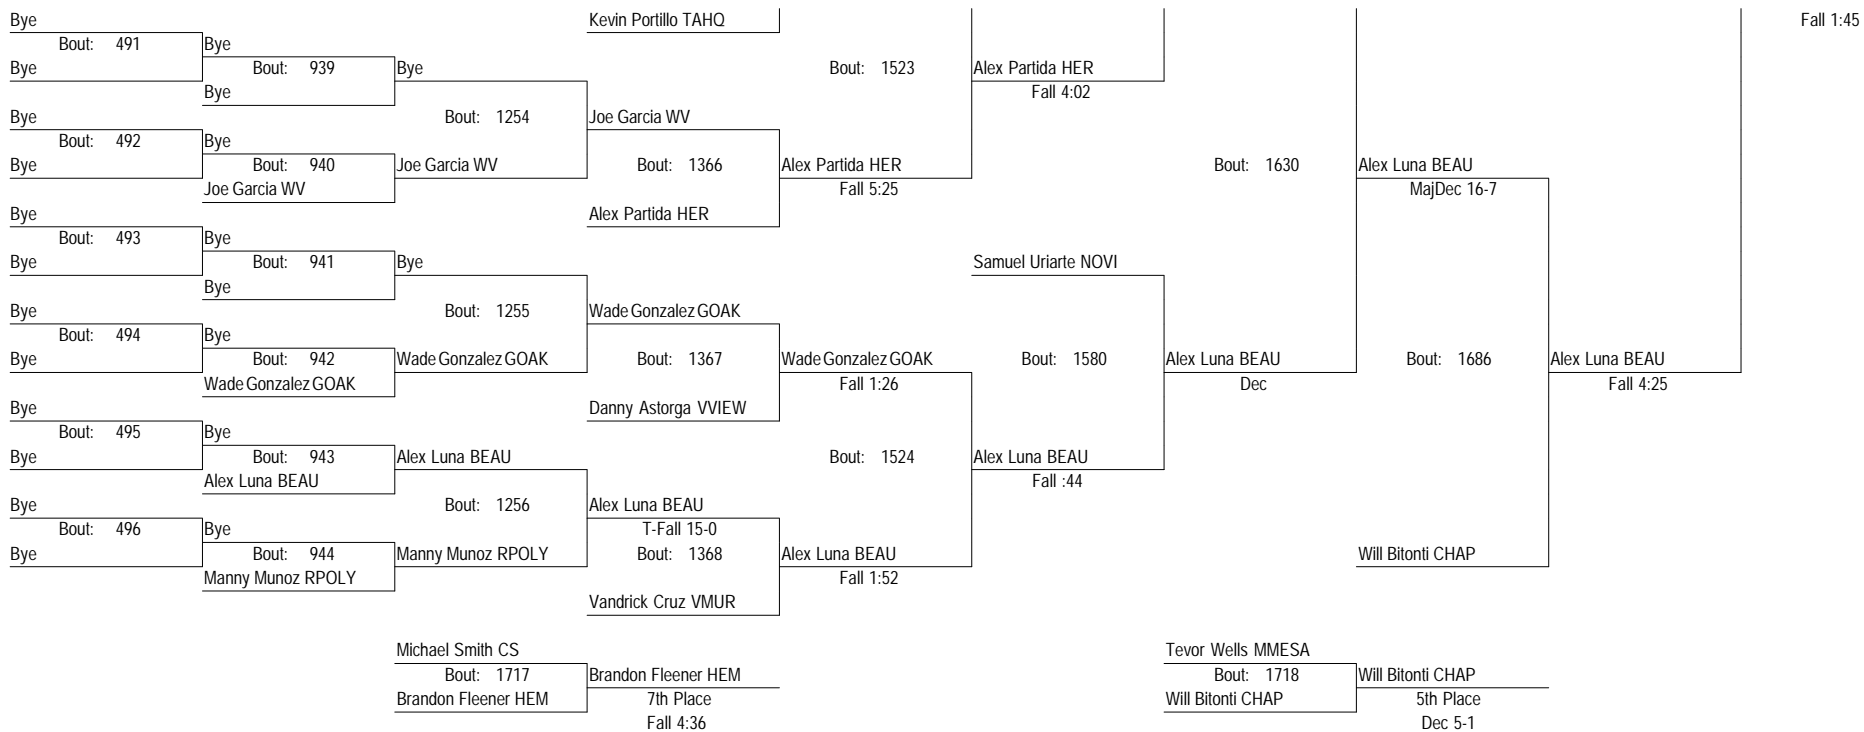 Bye Kevin Portillo TAHQ Fall 1:45
Bout: 491 Bye
Bye Bout: 939 Bye Bout: 1523 Alex Partida HER
Bye Fall 4:02
Bye Bout: 1254 Joe Garcia WV
Bout: 492 Bye
Bye Bout: 940 Joe Garcia WV Bout: 1366 Alex Partida HER Bout: 1630 Alex Luna BEAU
Joe Garcia WV Fall 5:25 MajDec 16-7
Bye Alex Partida HER
Bout: 493 Bye
Bye Bout: 941 Bye Samuel Uriarte NOVI
Bye
Bye Bout: 1255 Wade Gonzalez GOAK
Bout: 494 Bye
Bye Bout: 942 Wade Gonzalez GOAK Bout: 1367 Wade Gonzalez GOAK Bout: 1580 Alex Luna BEAU Bout: 1686 Alex Luna BEAU
Wade Gonzalez GOAK Fall 1:26 Dec Fall 4:25
Bye Danny Astorga VVIEW
Bout: 495 Bye
Bye Bout: 943 Alex Luna BEAU Bout: 1524 Alex Luna BEAU
Alex Luna BEAU Fall :44
Bye Bout: 1256 Alex Luna BEAU
Bout: 496 Bye T-Fall 15-0
Bye Bout: 944 Manny Munoz RPOLY Bout: 1368 Alex Luna BEAU Will Bitonti CHAP
Manny Munoz RPOLY Fall 1:52
Vandrick Cruz VMUR
Michael Smith CS Tevor Wells MMESA
Bout: 1717 Brandon Fleener HEM Bout: 1718 Will Bitonti CHAP
Brandon Fleener HEM 7th Place Will Bitonti CHAP 5th Place
Fall 4:36 Dec 5-1